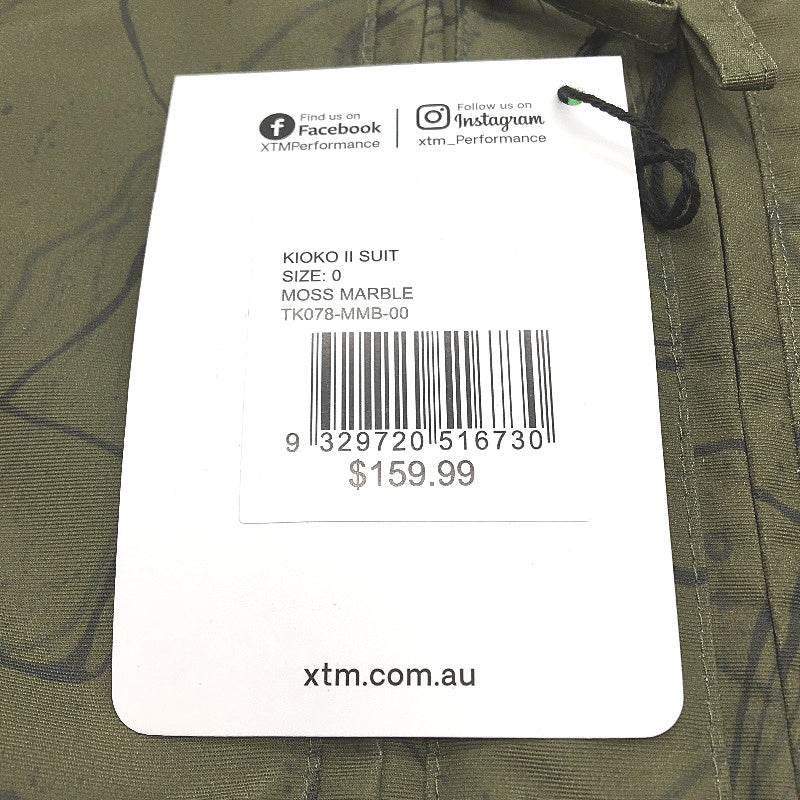 Find us on
Facebook
XTMPerformance
Follow us on
Instagram
xtm_Performance
KIOKO II SUIT
SIZE: 0
MOSS MARBLE
TK078-MMB-00
9 329720 516730
$159.99
xtm.com.au